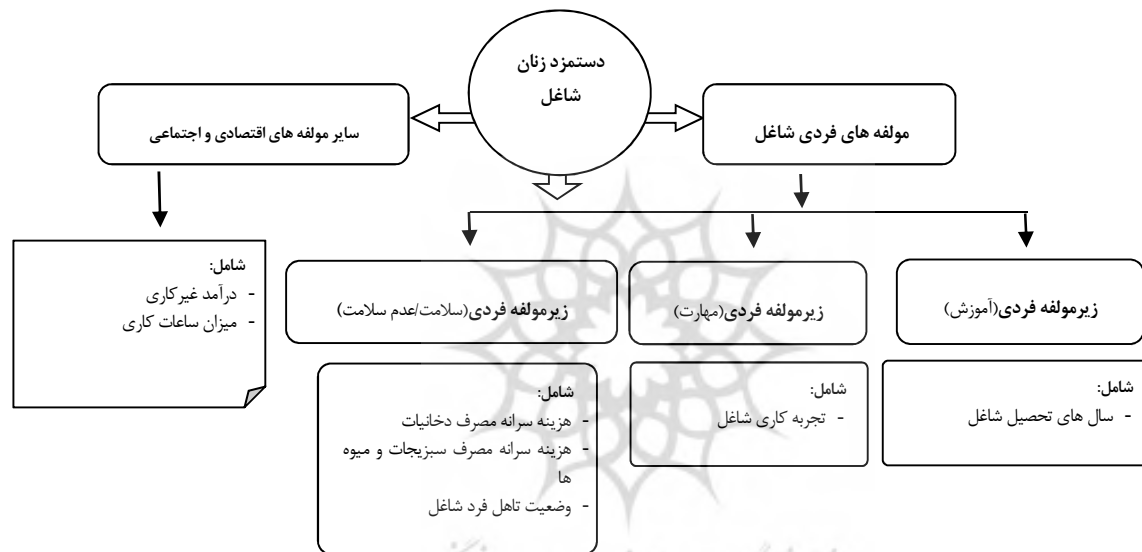 دستمزد زنان
شاغل
مولفه های فردی شاغل
سایر مولفه های اقتصادی و اجتماعی
زیرمولفه فردی(آموزش)
زیرمولفه فردی(مهارت)
زیرمولفه فردی(سلامت/عدم سلامت)
شامل:
- سال های تحصیل شاغل
شامل:
- تجربه کاری شاغل
شامل:
- هزینه سرانه مصرف دخانیات
- هزینه سرانه مصرف سبزیجات و میوه
ها
- وضعیت تاهل فرد شاغل
شامل:
- درآمد غیرکاری
- میزان ساعات کاری